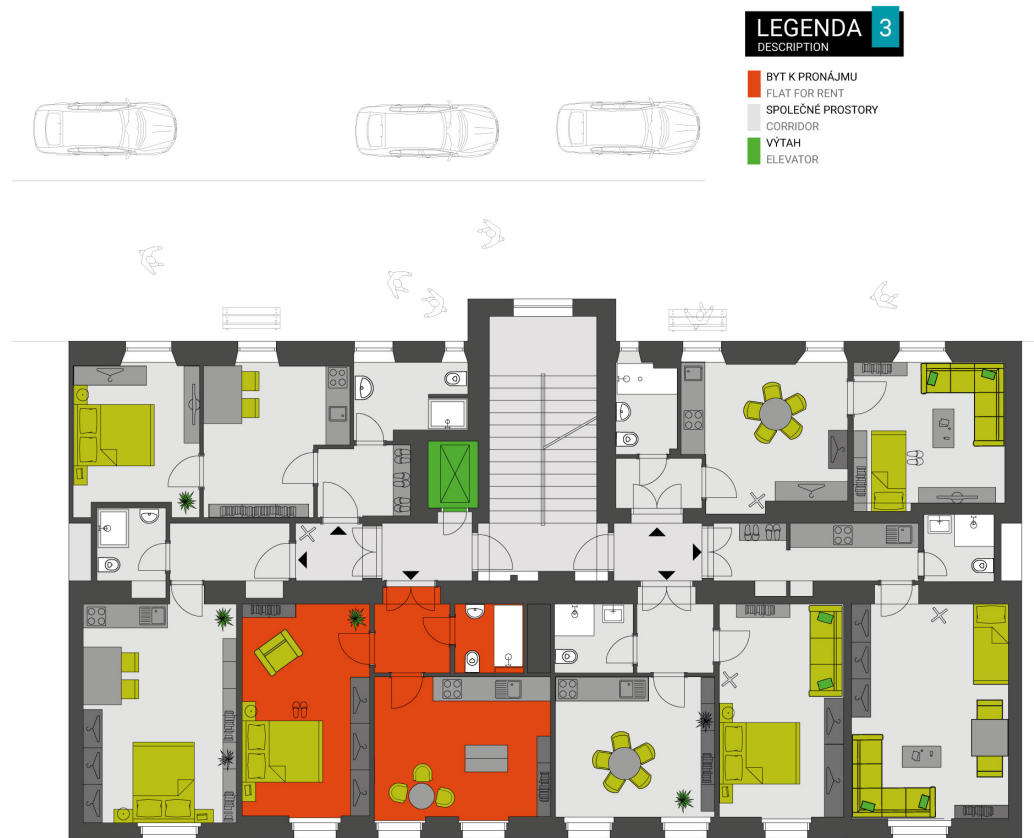 LEGENDA 3
DESCRIPTION
BYT K PRONÁJMU
FLAT FOR RENT
SPOLEČNÉ PROSTORY
CORRIDOR
VÝTAH
ELEVATOR